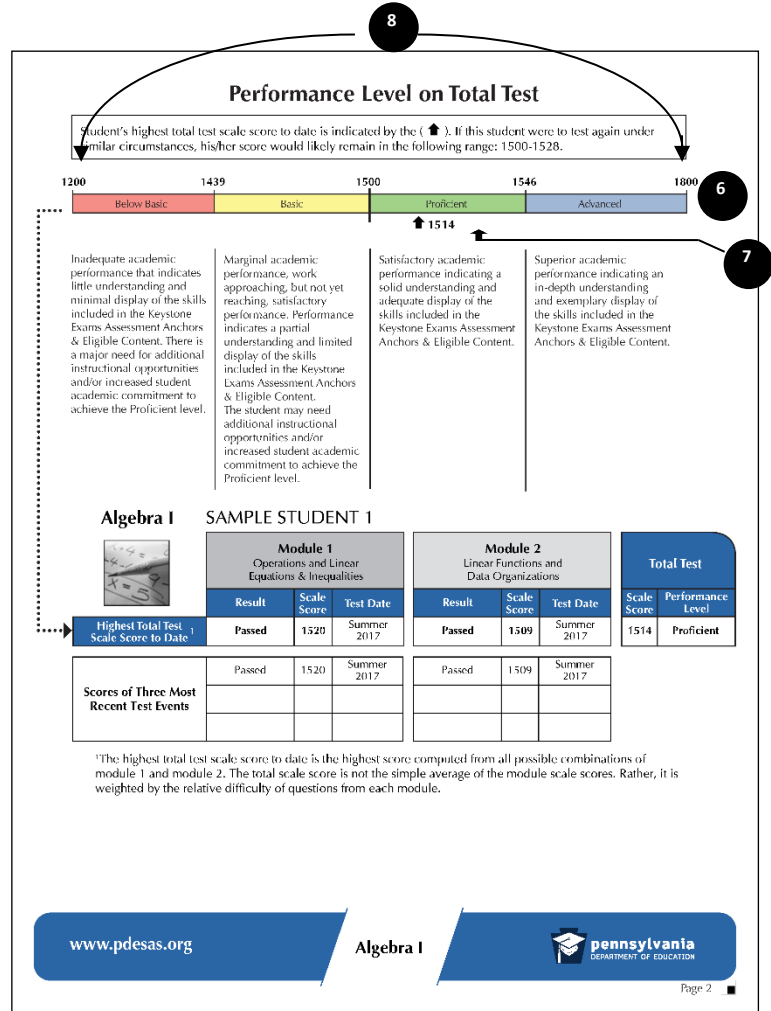 8
Performance Level on Total Test
Student's highest total test scale score to date is indicated by the ( ). If this student were to test again under
similar circumstances, his/her score would likely remain in the following range: 1500-1528.
1200 1439 1500 1546 1800
Below Basic Basic Proficient Advanced
6
1514
7
Inadequate academic
performance that indicates
little understanding and
minimal display of the skills
included in the Keystone
Exams Assessment Anchors
& Eligible Content. There is
a major need for additional
instructional opportunities
and/or increased student
academic commitment to
achieve the Proficient level.
Marginal academic
performance, work
approaching, but not yet
reaching, satisfactory
performance. Performance
indicates a partial
understanding and limited
display of the skills
included in the Keystone
Exams Assessment Anchors
& Eligible Content.
The student may need
additional instructional
opportunities and/or
increased student academic
commitment to achieve the
Proficient level.
Satisfactory academic
performance indicating a
solid understanding and
adequate display of the
skills included in the
Keystone Exams Assessment
Anchors & Eligible Content.
Superior academic
performance indicating an
in-depth understanding
and exemplary display of
the skills included in the
Keystone Exams Assessment
Anchors & Eligible Content.
Algebra I SAMPLE STUDENT 1
Module 1
Operations and Linear
Equations & Inequalities
Module 2
Linear Functions and
Data Organizations
Total Test
Result Scale Score Test Date Result Scale Score Test Date Scale Score Performance Level
Highest Total Test
Scale Score to Date 1
Passed 1520 Summer 2017 Passed 1509 Summer 2017 1514 Proficient
Scores of Three Most
Recent Test Events
Passed 1520 Summer 2017 Passed 1509 Summer 2017
1The highest total test scale score to date is the highest score computed from all possible combinations of
module 1 and module 2. The total scale score is not the simple average of the module scale scores. Rather, it is
weighted by the relative difficulty of questions from each module.
www.pdesas.org
Algebra I
pennsylvania
DEPARTMENT OF EDUCATION
Page 2